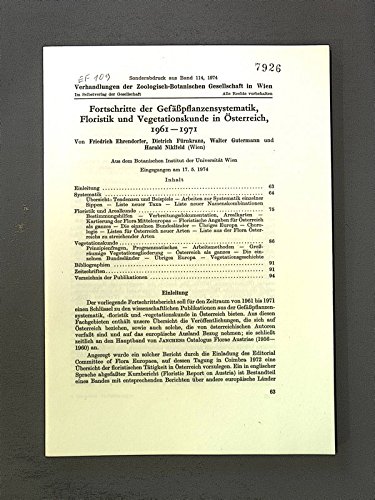 EF 109
7926
Sonderabdruck aus Band 114, 1974
Verhandlungen der Zoologisch-Botanischen Gesellschaft in Wien
Im Selbstverlag der Gesellschaft Alle Rechte vorbehalten
Fortschritte der Gefäßpflanzensystematik,
Floristik und Vegetationskunde in Österreich,
1961—1971
Von Friedrich Ehrendorfer, Dietrich Fürnkranz, Walter Gutermann und
Harald Niklfeld (Wien)
Aus dem Botanischen Institut der Universität Wien
Eingegangen am 17. 5. 1974
Inhalt
Einleitung 63
Systematik 64
Übersicht: Tendenzen und Beispiele — Arbeiten zur Systematik einzelner
Sippen — Liste neuer Taxa — Liste neuer Namenskombinationen
Floristik und Arealkunde 75
Bestimmungshilfen — Verbreitungsdokumentation, Arealkarten —
Kartierung der Flora Mitteleuropas — Floristische Angaben für Österreich
als ganzes — Die einzelnen Bundesländer — Übriges Europa — Choro-
logie — Listen für Österreich neuer Arten — Liste aus der Flora Öster-
reichs zu streichender Arten
Vegetationskunde 86
Prinzipienfragen, Programmatisches — Arbeitsmethoden — Groß-
räumige Vegetationsgliederung — Österreich als ganzes — Die ein-
zelnen Bundesländer — Übriges Europa — Vegetationsgeschichte
Bibliographien 91
Zeitschriften 91
Verzeichnis der Publikationen 94
Einleitung
Der vorliegende Fortschrittsbericht soll für den Zeitraum von 1961 bis 1971
einen Schlüssel zu den wissenschaftlichen Publikationen aus der Gefäßpflanzen-
systematik, -floristik und -vegetationskunde in Österreich bieten. Aus diesen
Fachgebieten enthält unsere Übersicht die Veröffentlichungen, die sich auf
Österreich beziehen, sowie auch solche, die von österreichischen Autoren
verfaßt sind und auf das europäische Ausland Bezug nehmen; sie schließt
zeitlich an den Hauptband von JANCHENS Catalogus Florae Austriae (1956—
1960) an.
Angeregt wurde ein solcher Bericht durch die Einladung des Editorial
Committee of Flora Europaea, auf dessen Tagung in Coimbra 1972 eine
Übersicht der floristischen Tätigkeit in Österreich vorzulegen. Ein in englischer
Sprache abgefaßter Kurzbericht (Floristic Report on Austria) ist Bestandteil
eines Bandes mit entsprechenden Berichten über andere europäische Länder
63